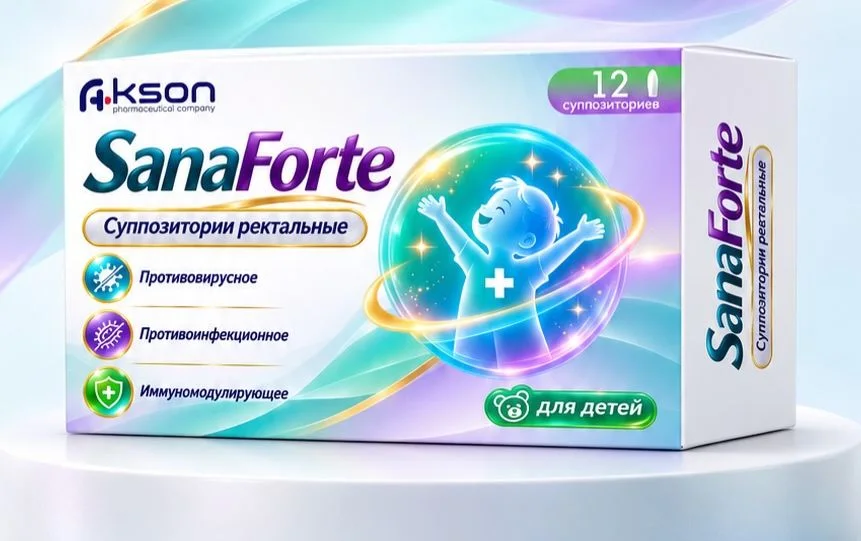 Akson
pharmaceutical company
12
суппозиториев
SanaForte
Суппозитории ректальные
Противовирусное
Противоинфекционное
Иммуномодулирующее
для детей
SanaForte
Суппозитории ректальные